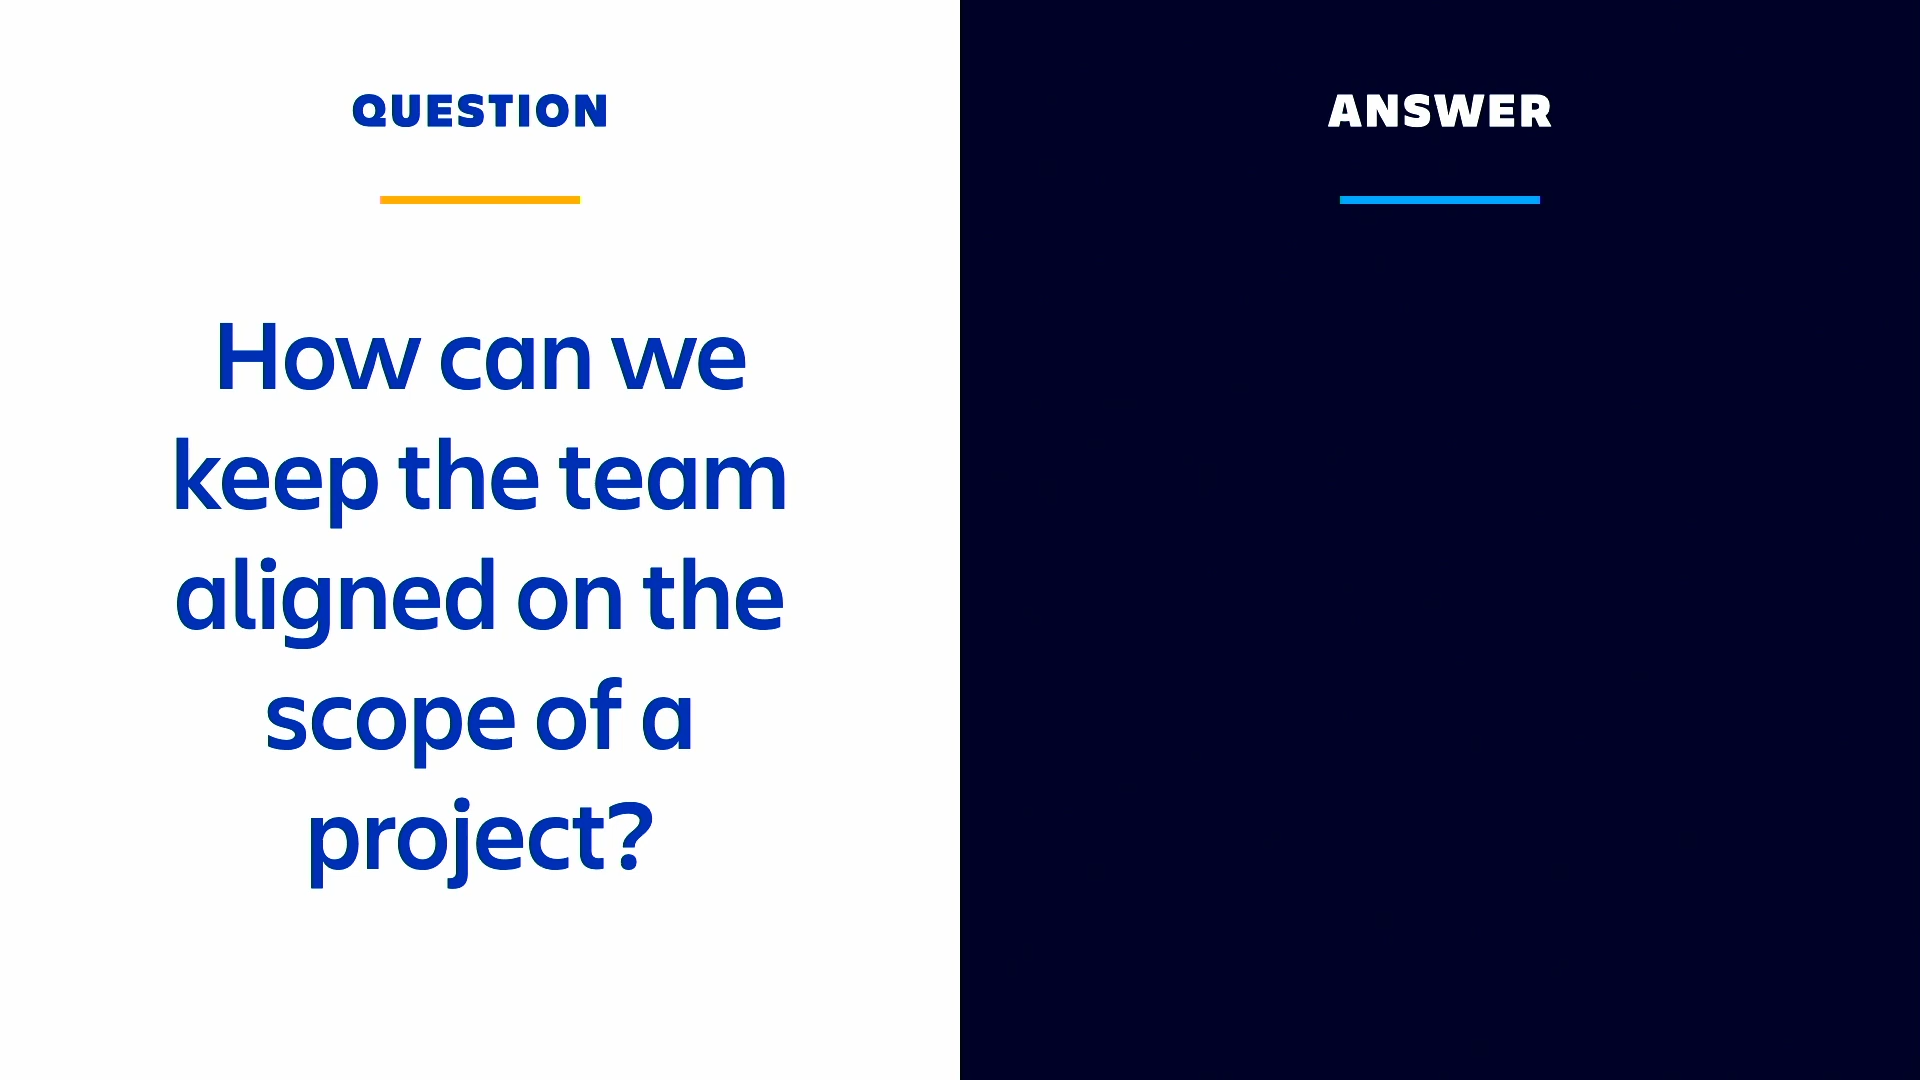 QUESTION
How can we
keep the team
aligned on the
scope of a
project?
ANSWER